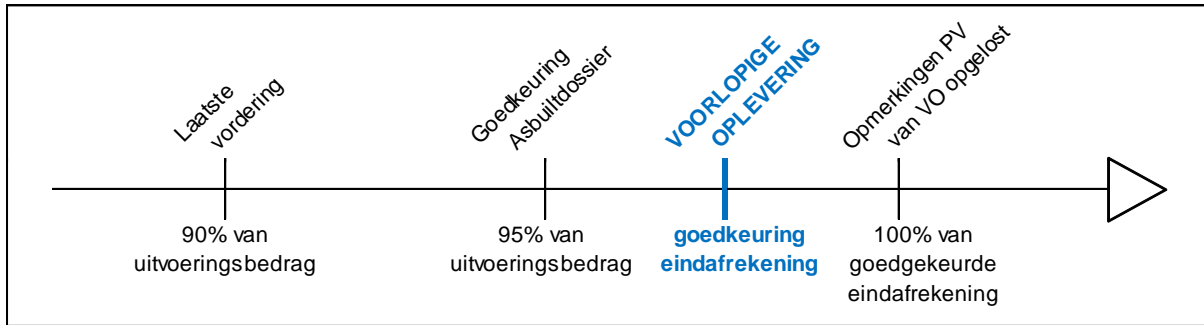 Laatste
vordering
Goedkeuring
Asbuiltdossier
VOORLOPIGE
OPLEVERING
Opmerkingen PV
van VO opgelost
90% van
uitvoeringsbedrag
95% van
uitvoeringsbedrag
goedkeuring
eindafrekening
100% van
goedgekeurde
eindafrekening